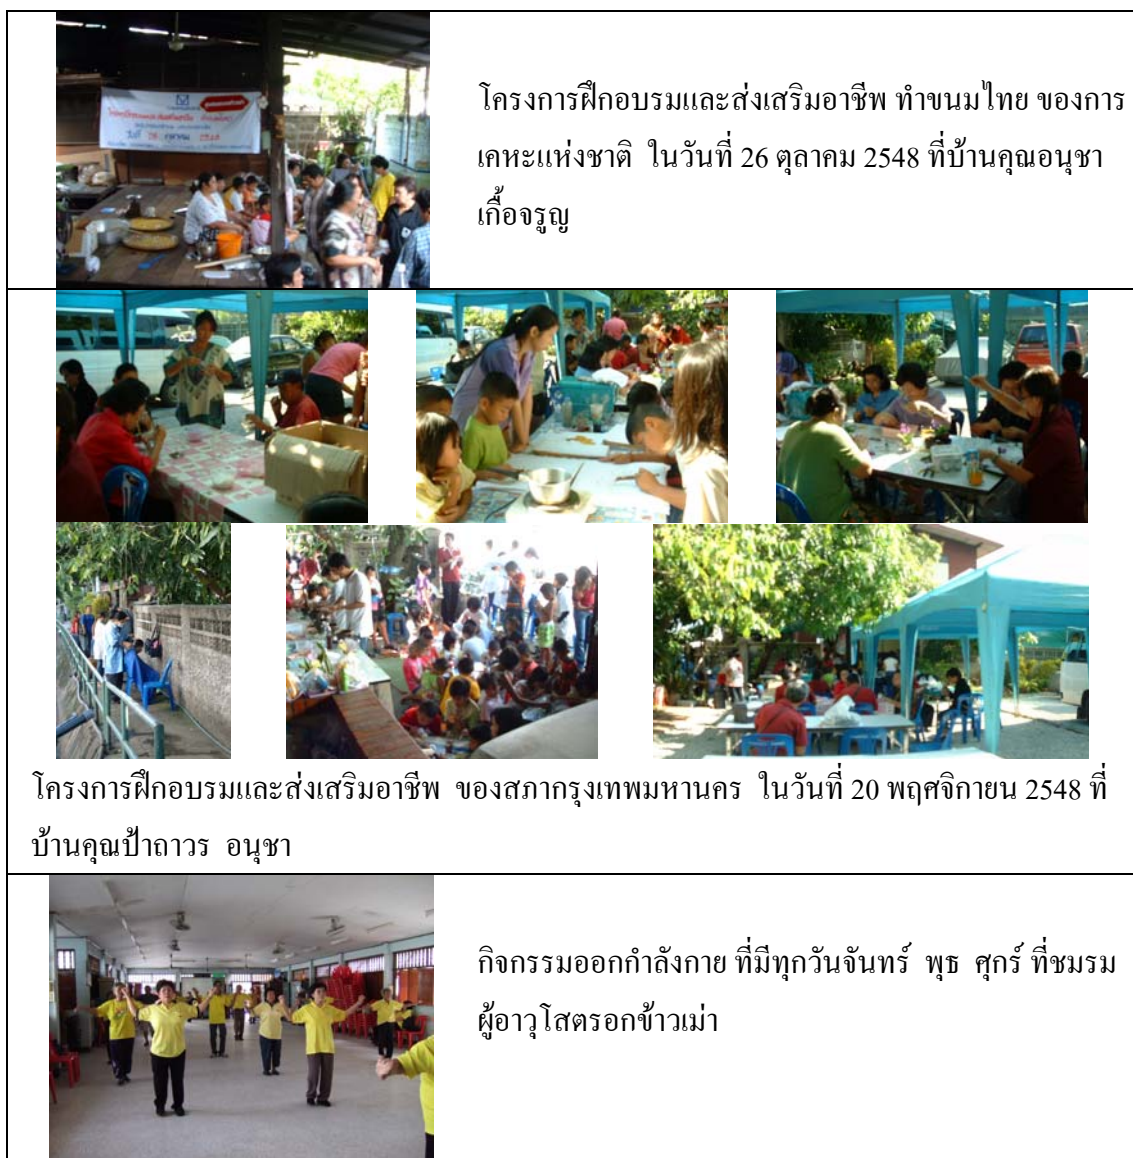 โครงการฝึกอบรมและส่งเสริมอาชีพ ทำขนมไทย ของการ
เคหะแห่งชาติ ในวันที่ 26 ตุลาคม 2548 ที่บ้านคุณอนุชา
เกื้อจรูญ
โครงการฝึกอบรมและส่งเสริมอาชีพ ของสภากรุงเทพมหานคร ในวันที่ 20 พฤศจิกายน 2548 ที่
บ้านคุณป้าถาวร อนุชา
กิจกรรมออกกำลังกาย ที่มีทุกวันจันทร์ พุธ ศุกร์ ที่ชมรม
ผู้อาวุโสตรอกข้าวเม่า